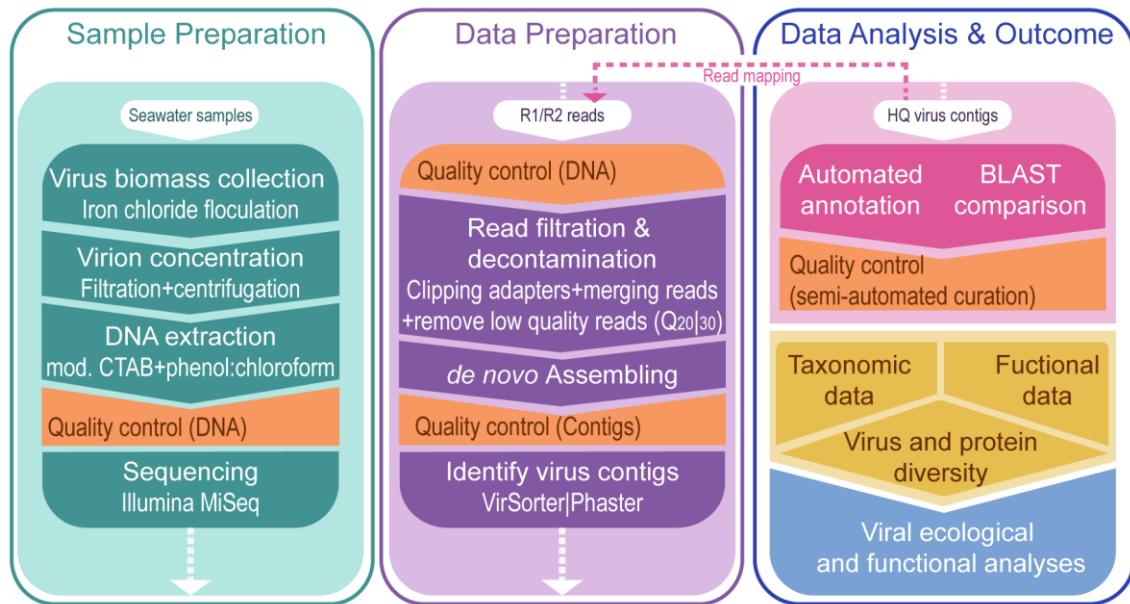 Sample Preparation
Seawater samples
Virus biomass collection
Iron chloride floculation
Virion concentration
Filtration+centrifugation
DNA extraction
mod. CTAB+phenol:chloroform
Quality control (DNA)
Sequencing
Illumina MiSeq
Data Preparation
R1/R2 reads
Quality control (DNA)
Read filtration &
decontamination
Clipping adapters+merging reads
+remove low quality reads (Q20|30)
de novo Assembling
Quality control (Contigs)
Identify virus contigs
VirSorter|Phaster
Data Analysis & Outcome
Read mapping
HQ virus contigs
Automated
annotation
BLAST
comparison
Quality control
(semi-automated curation)
Taxonomic
data
Fuctional
data
Virus and protein
diversity
Viral ecological
and functional analyses